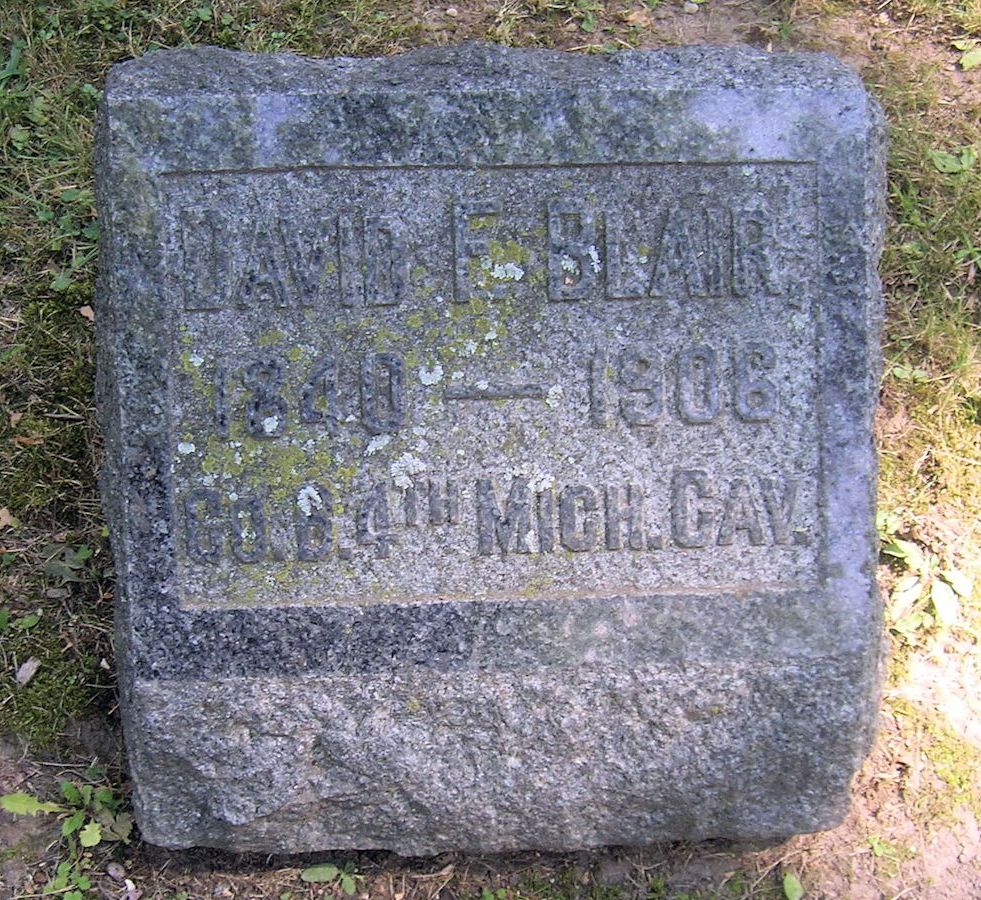 DAVID E BLAIR,
1840 — 1906
CO. B. 4TH MICH. CAV.